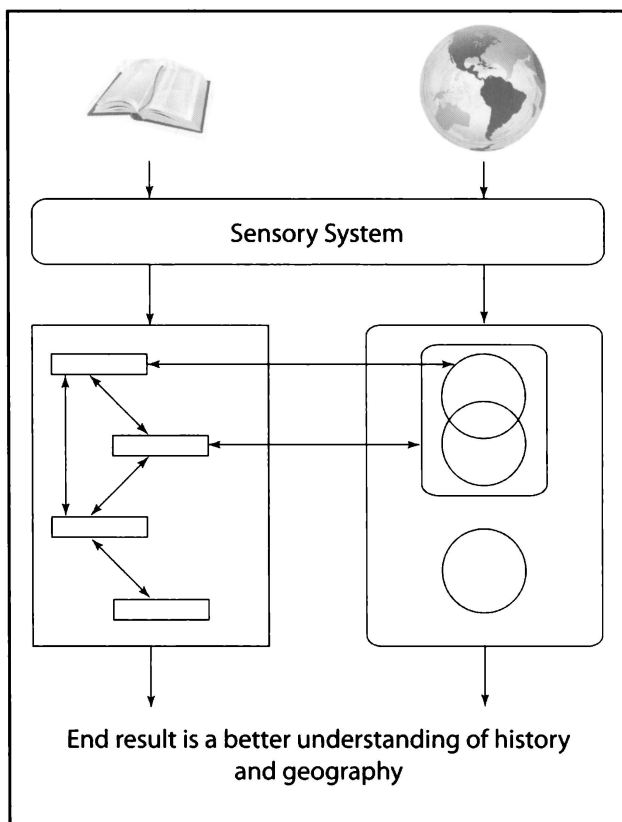 Sensory System
End result is a better understanding of history
and geography